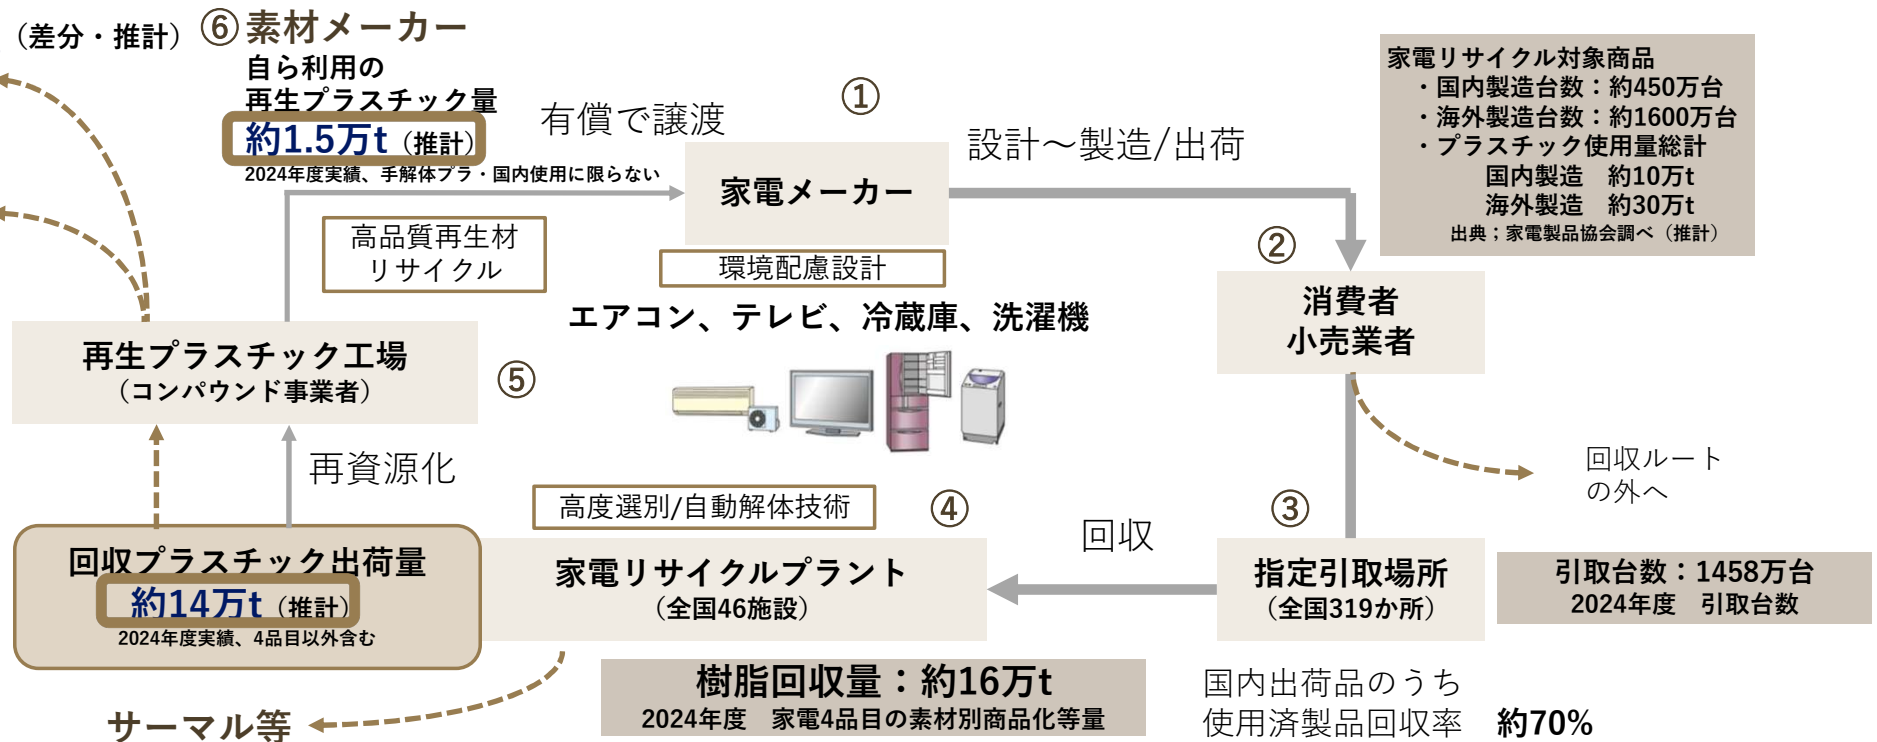 （差分・推計）
⑥素材メーカー
自ら利用の
再生プラスチック量
約1.5万t（推計）
2024年度実績、手解体プラ・国内使用に限らない
有償で譲渡
①
設計～製造/出荷
家電リサイクル対象商品
・国内製造台数：約450万台
・海外製造台数：約1600万台
・プラスチック使用量総計
国内製造　約10万t
海外製造　約30万t
出典；家電製品協会調べ（推計）
家電メーカー
環境配慮設計
高品質再生材
リサイクル
②
消費者
小売業者
エアコン、テレビ、冷蔵庫、洗濯機
再生プラスチック工場
（コンパウンド事業者）
⑤
再資源化
回収ルート
の外へ
高度選別/自動解体技術
④
回収
③
回収プラスチック出荷量
約14万t（推計）
2024年度実績、4品目以外含む
家電リサイクルプラント
（全国46施設）
指定引取場所
（全国319か所）
引取台数：1458万台
2024年度　引取台数
樹脂回収量：約16万t
2024年度　家電4品目の素材別商品化等量
国内出荷品のうち
使用済製品回収率　約70%
サーマル等